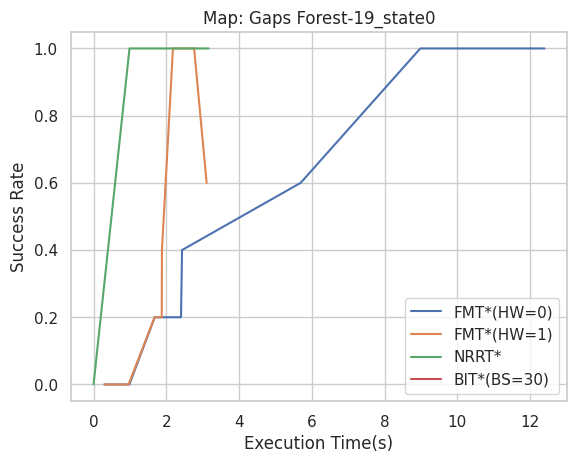 Map: Gaps Forest-19_state0
Success Rate
1.0
0.8
0.6
0.4
0.2
0.0
0 2 4 6 8 10 12
Execution Time(s)
FMT*(HW=0)
FMT*(HW=1)
NRRT*
BIT*(BS=30)